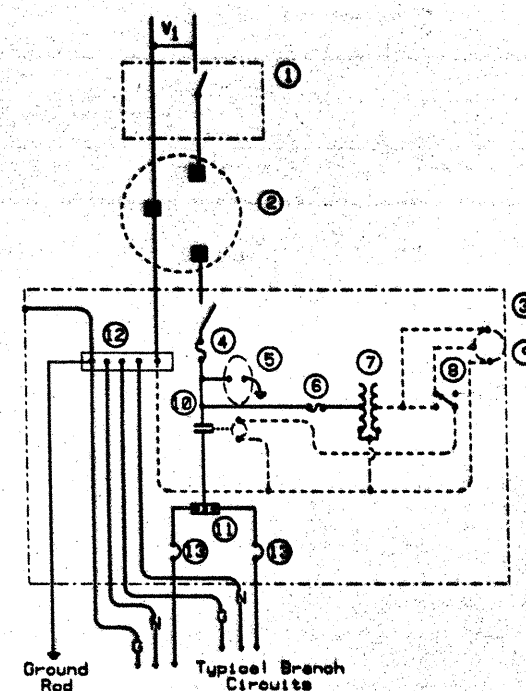 V1
①
②
③
④
⑤
⑥
⑦
⑧
⑩
⑪
⑫
⑬
⑬
G
N
G
N
Ground
Rod
Typical Branch
Circuits